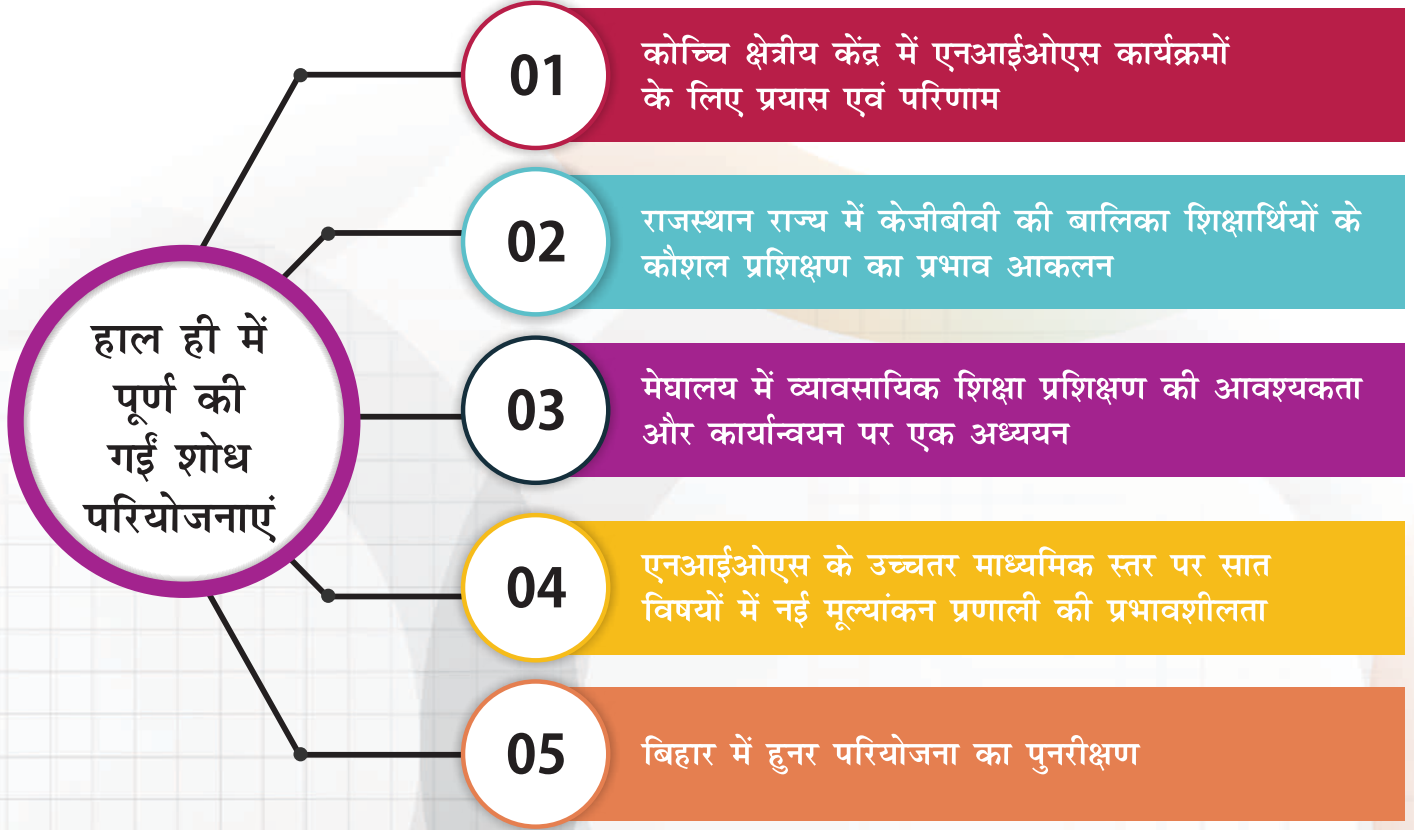 हाल ही में
पूर्ण की
गईं शोध
परियोजनाएं
01
कोच्चि क्षेत्रीय केंद्र में एनआईओएस कार्यक्रमों
के लिए प्रयास एवं परिणाम
02
राजस्थान राज्य में केजीबीवी की बालिका शिक्षार्थियों के
कौशल प्रशिक्षण का प्रभाव आकलन
03
मेघालय में व्यावसायिक शिक्षा प्रशिक्षण की आवश्यकता
और कार्यान्वयन पर एक अध्ययन
04
एनआईओएस के उच्चतर माध्यमिक स्तर पर सात
विषयों में नई मूल्यांकन प्रणाली की प्रभावशीलता
05
बिहार में हुनर परियोजना का पुनरीक्षण